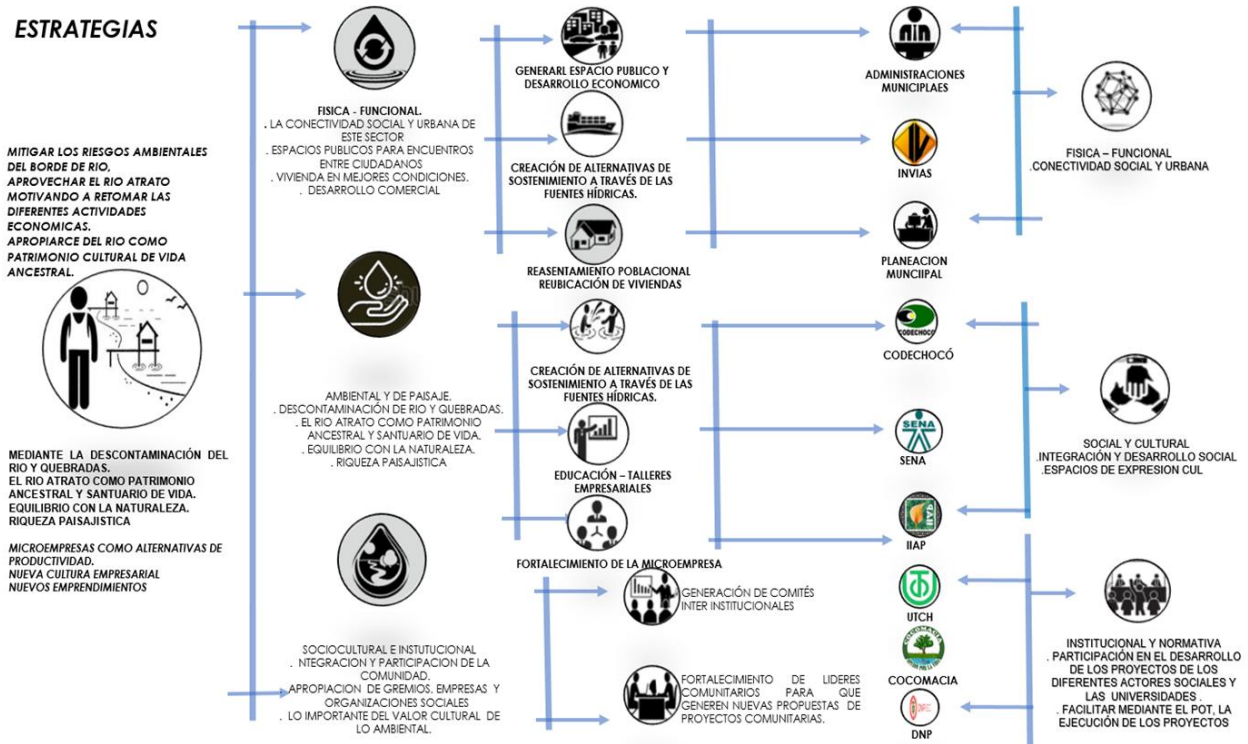 ESTRATEGIAS
MITIGAR LOS RIESGOS AMBIENTALES
DEL BORDE DE RIO,
APROVECHAR EL RIO ATRATO
MOTIVANDO A RETOMAR LAS
DIFERENTES ACTIVIDADES
ECONOMICAS.
APROPIARCE DEL RIO COMO
PATRIMONIO CULTURAL DE VIDA
ANCESTRAL.
MEDIANTE LA DESCONTAMINACIÓN DEL
RIO Y QUEBRADAS.
EL RIO ATRATO COMO PATRIMONIO
ANCESTRAL Y SANTUARIO DE VIDA.
EQUILIBRIO CON LA NATURALEZA.
RIQUEZA PAISAJISTICA
MICROEMPRESAS COMO ALTERNATIVAS DE
PRODUCTIVIDAD.
NUEVA CULTURA EMPRESARIAL
NUEVOS EMPRENDIMIENTOS
FISICA - FUNCIONAL.
. LA CONECTIVIDAD SOCIAL Y URBANA DE
ESTE SECTOR
. ESPACIOS PUBLICOS PARA ENCUENTROS
ENTRE CIUDADANOS
. VIVIENDA EN MEJORES CONDICIONES.
. DESARROLLO COMERCIAL
AMBIENTAL Y DE PAISAJE.
. DESCONTAMINACIÓN DE RIO Y QUEBRADAS.
. EL RIO ATRATO COMO PATRIMONIO
ANCESTRAL Y SANTUARIO DE VIDA.
. EQUILIBRIO CON LA NATURALEZA.
. RIQUEZA PAISAJISTICA
SOCIOCULTURAL E INSTITUCIONAL
. NTEGRACION Y PARTICIPACION DE LA
COMUNIDAD.
. APROPIACION DE GREMIOS, EMPRESAS Y
ORGANIZACIONES SOCIALES
. LO IMPORTANTE DEL VALOR CULTURAL DE
LO AMBIENTAL.
GENERARL ESPACIO PUBLICO Y
DESARROLLO ECONOMICO
CREACIÓN DE ALTERNATIVAS DE
SOSTENIMIENTO A TRAVÉS DE LAS
FUENTES HÍDRICAS.
REASENTAMIENTO POBLACIONAL
REUBICACIÓN DE VIVIENDAS
CREACIÓN DE ALTERNATIVAS DE
SOSTENIMIENTO A TRAVÉS DE LAS
FUENTES HÍDRICAS.
EDUCACIÓN – TALLERES
EMPRESARIALES
FORTALECIMIENTO DE LA MICROEMPRESA
GENERACIÓN DE COMITÉS
INTER INSTITUCIONALES
FORTALECIMIENTO DE LIDERES
COMUNITARIOS PARA QUE
GENEREN NUEVAS PROPUESTAS DE
PROYECTOS COMUNITARIAS.
ADMINISTRACIONES
MUNICIPLAES
INVIAS
PLANEACION
MUNCIIPAL
CODECHOCO
CODECHOCÓ
SENA
SENA
IIAP
IIAP
UTCH
COCOMACIA
COCOMACIA
DNP
FISICA – FUNCIONAL
.CONECTIVIDAD SOCIAL Y URBANA
SOCIAL Y CULTURAL
.INTEGRACIÓN Y DESARROLLO SOCIAL
.ESPACIOS DE EXPRESION CUL
INSTITUCIONAL Y NORMATIVA
. PARTICIPACIÓN EN EL DESARROLLO
DE LOS PROYECTOS DE LOS
DIFERENTES ACTORES SOCIALES Y
LAS UNIVERSIDADES .
. FACILITAR MEDIANTE EL POT, LA
EJECUCIÓN DE LOS PROYECTOS